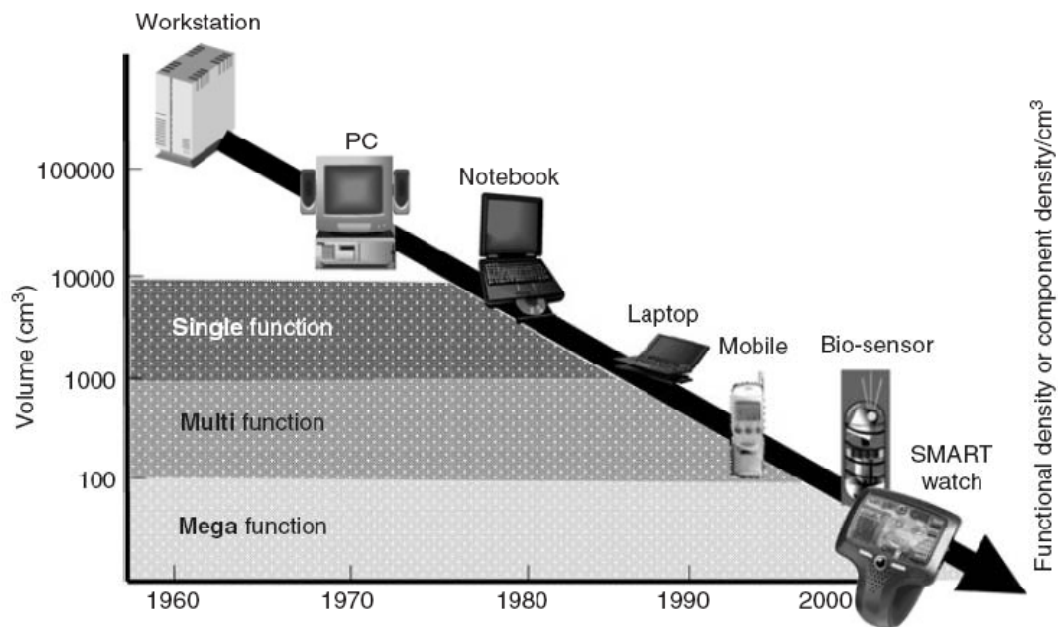 Workstation
PC
Notebook
Laptop
Mobile
Bio-sensor
SMART
watch
Volume (cm³)
100000
10000
1000
100
Single function
Multi function
Mega function
1960
1970
1980
1990
2000
Functional density or component density/cm³